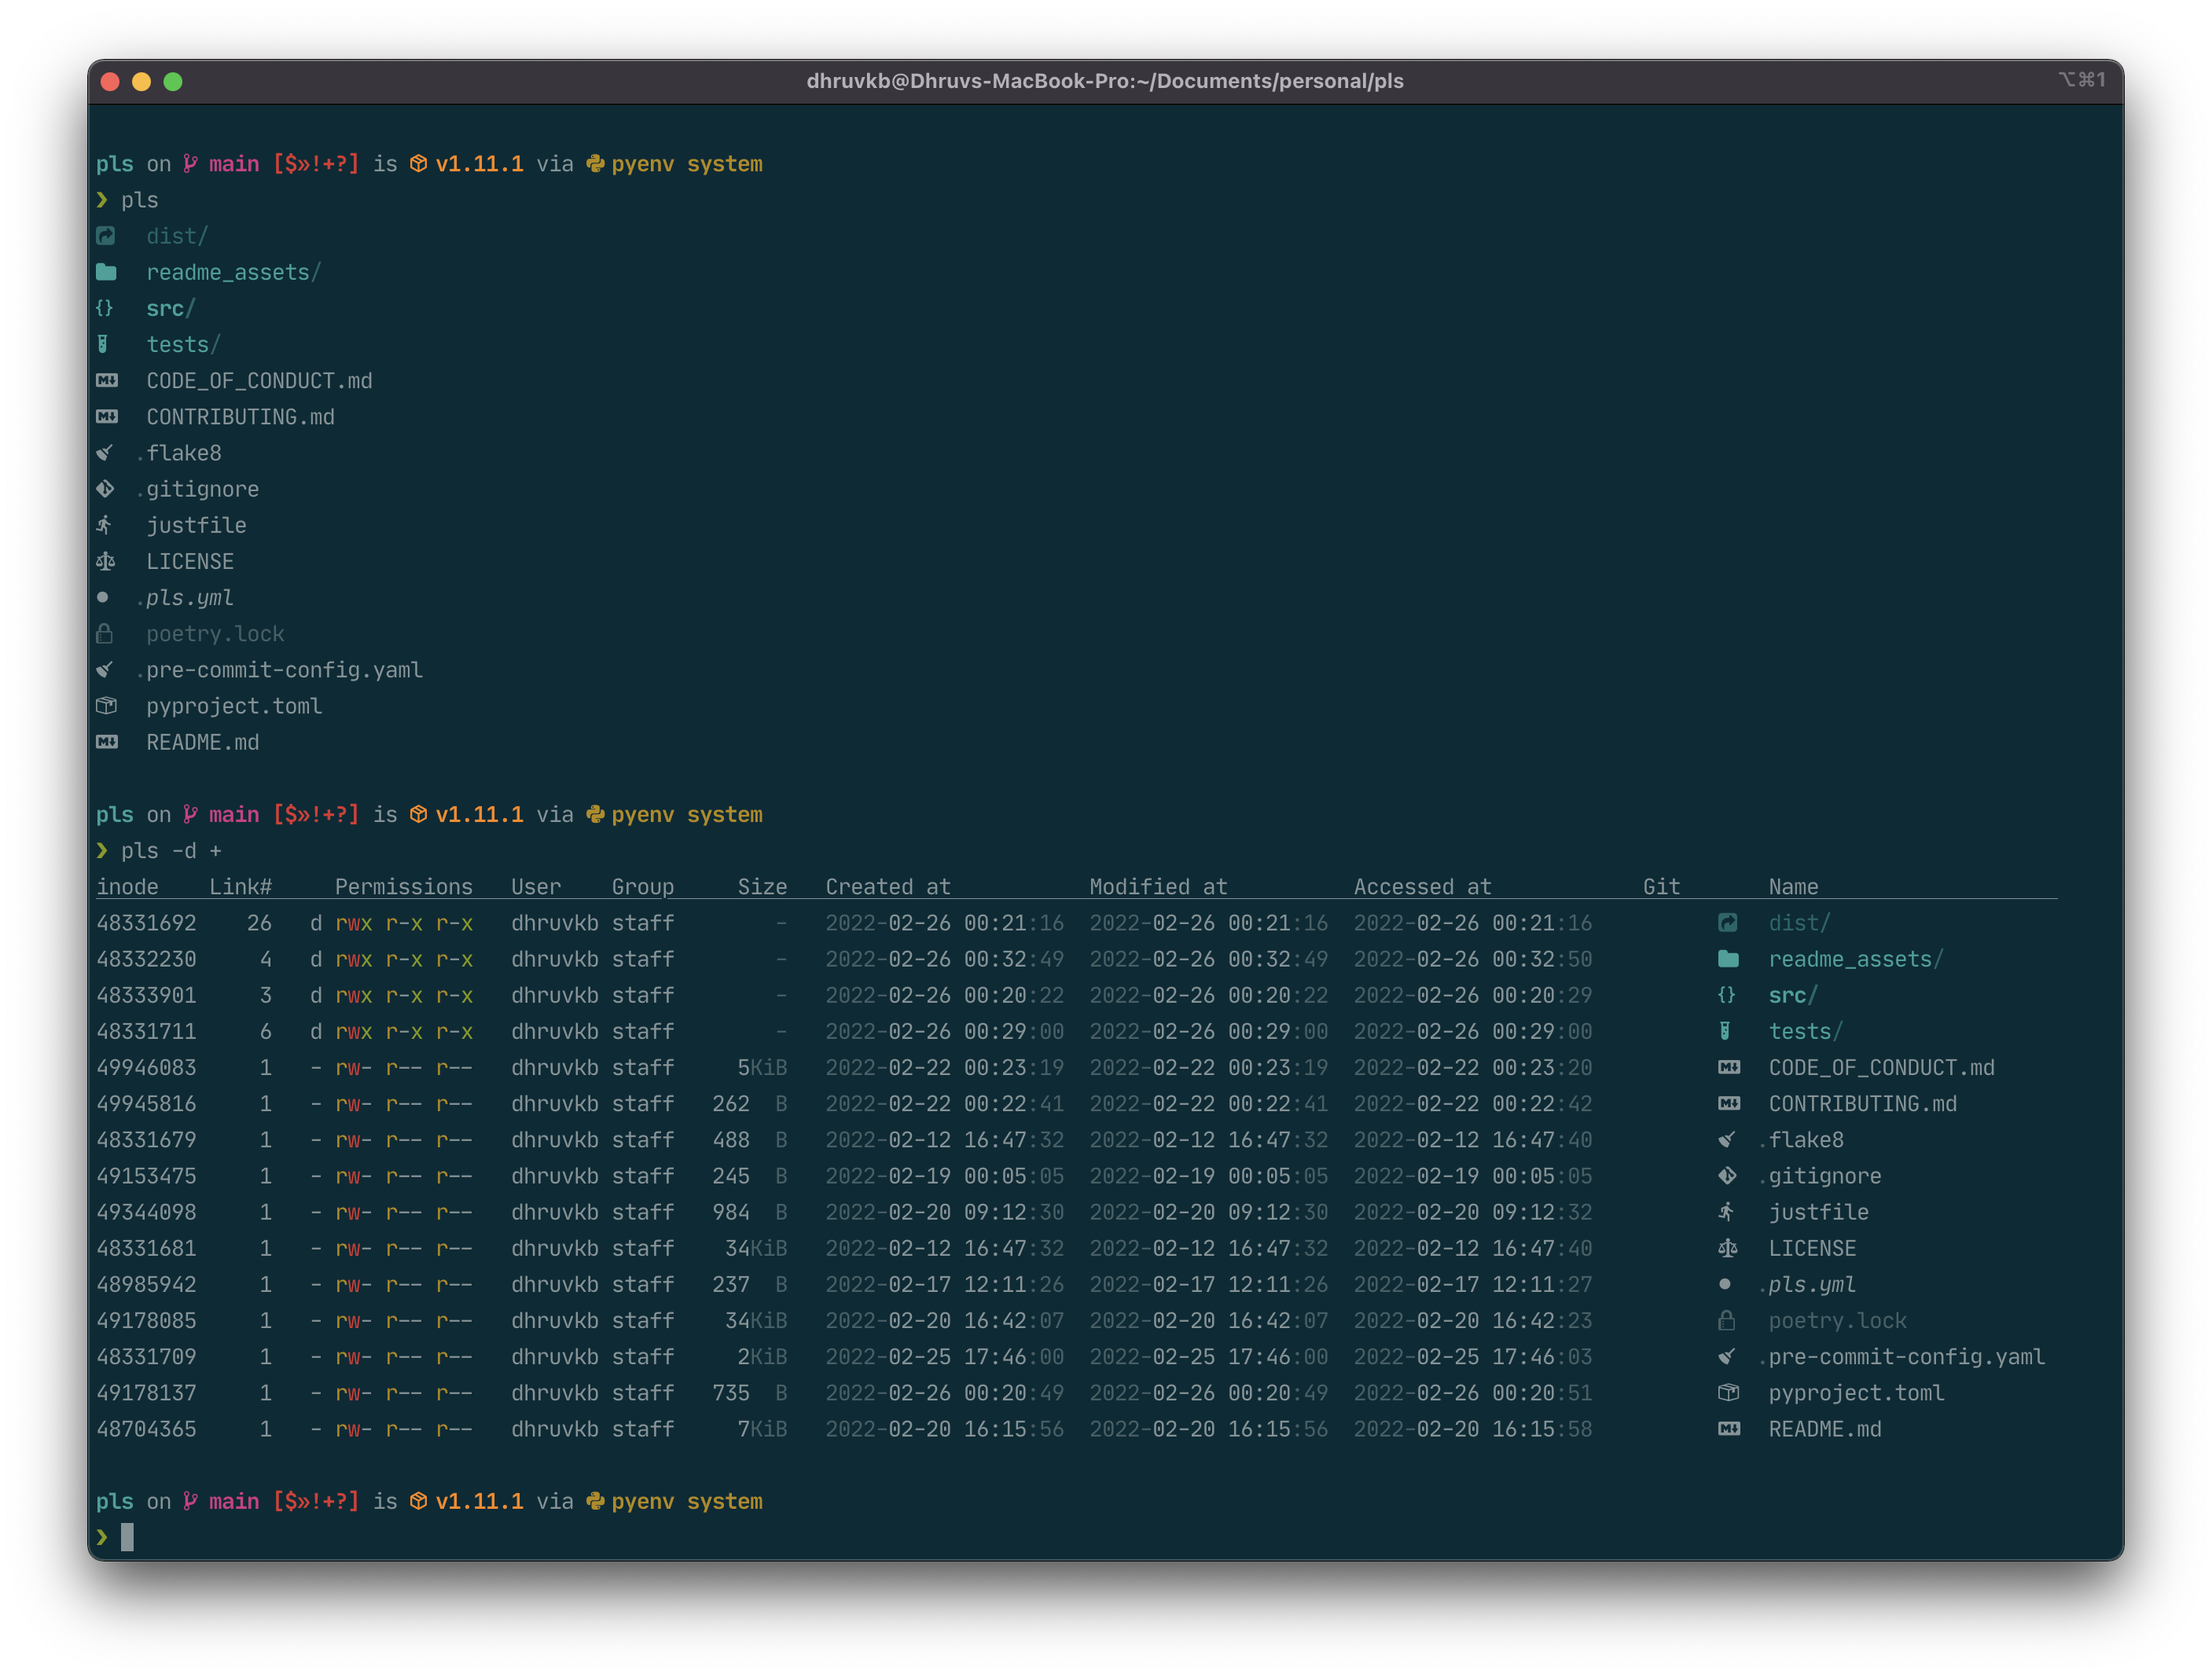 dhruvkb@Dhruvs-MacBook-Pro:~/Documents/personal/pls ⌥⌘1
pls on main [$»!+?] is v1.11.1 via pyenv system
❯ pls
dist/
readme_assets/
{} src/
tests/
CODE_OF_CONDUCT.md
CONTRIBUTING.md
.flake8
.gitignore
justfile
LICENSE
.pls.yml
poetry.lock
.pre-commit-config.yaml
pyproject.toml
README.md
pls on main [$»!+?] is v1.11.1 via pyenv system
❯ pls -d +
inode Link# Permissions User Group Size Created at Modified at Accessed at Git Name
48331692 26 d rwx r-x r-x dhruvkb staff - 2022-02-26 00:21:16 2022-02-26 00:21:16 2022-02-26 00:21:16 dist/
48332230 4 d rwx r-x r-x dhruvkb staff - 2022-02-26 00:32:49 2022-02-26 00:32:49 2022-02-26 00:32:50 readme_assets/
48333901 3 d rwx r-x r-x dhruvkb staff - 2022-02-26 00:20:22 2022-02-26 00:20:22 2022-02-26 00:20:29 {} src/
48331711 6 d rwx r-x r-x dhruvkb staff - 2022-02-26 00:29:00 2022-02-26 00:29:00 2022-02-26 00:29:00 tests/
49946083 1 - rw- r-- r-- dhruvkb staff 5KiB 2022-02-22 00:23:19 2022-02-22 00:23:19 2022-02-22 00:23:20 CODE_OF_CONDUCT.md
49945816 1 - rw- r-- r-- dhruvkb staff 262 B 2022-02-22 00:22:41 2022-02-22 00:22:41 2022-02-22 00:22:42 CONTRIBUTING.md
48331679 1 - rw- r-- r-- dhruvkb staff 488 B 2022-02-12 16:47:32 2022-02-12 16:47:32 2022-02-12 16:47:40 .flake8
49153475 1 - rw- r-- r-- dhruvkb staff 245 B 2022-02-19 00:05:05 2022-02-19 00:05:05 2022-02-19 00:05:05 .gitignore
49344098 1 - rw- r-- r-- dhruvkb staff 984 B 2022-02-20 09:12:30 2022-02-20 09:12:30 2022-02-20 09:12:32 justfile
48331681 1 - rw- r-- r-- dhruvkb staff 34KiB 2022-02-12 16:47:32 2022-02-12 16:47:32 2022-02-12 16:47:40 LICENSE
48985942 1 - rw- r-- r-- dhruvkb staff 237 B 2022-02-17 12:11:26 2022-02-17 12:11:26 2022-02-17 12:11:27 .pls.yml
49178085 1 - rw- r-- r-- dhruvkb staff 34KiB 2022-02-20 16:42:07 2022-02-20 16:42:07 2022-02-20 16:42:23 poetry.lock
48331709 1 - rw- r-- r-- dhruvkb staff 2KiB 2022-02-25 17:46:00 2022-02-25 17:46:00 2022-02-25 17:46:03 .pre-commit-config.yaml
49178137 1 - rw- r-- r-- dhruvkb staff 735 B 2022-02-26 00:20:49 2022-02-26 00:20:49 2022-02-26 00:20:51 pyproject.toml
48704365 1 - rw- r-- r-- dhruvkb staff 7KiB 2022-02-20 16:15:56 2022-02-20 16:15:56 2022-02-20 16:15:58 README.md
pls on main [$»!+?] is v1.11.1 via pyenv system
❯